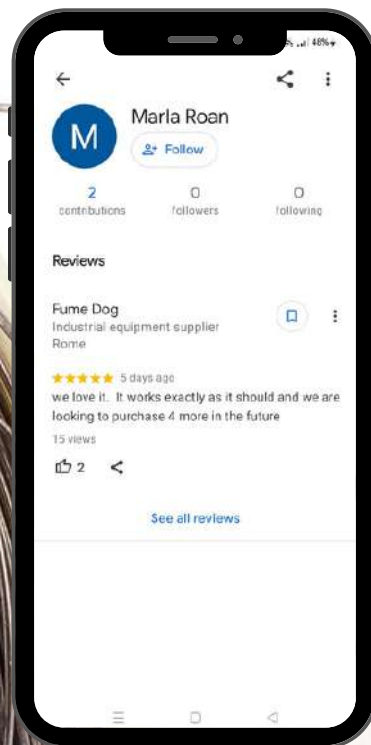 48%
Marla Roan
M
Follow
2
0
0
contributions
followers
following
Reviews
Fume Dog
Industrial equipment supplier
Rome
5 days ago
we love it. It works exactly as it should and we are
looking to purchase 4 more in the future
15 views
2
See all reviews